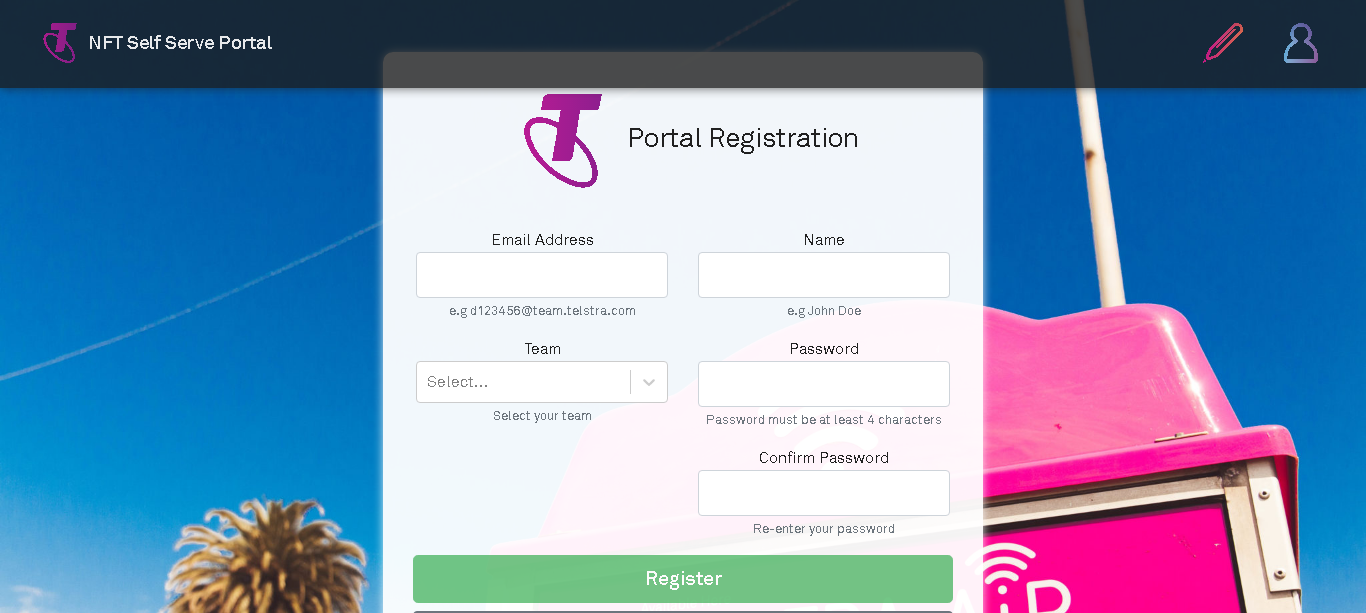 NFT Self Serve Portal
Portal Registration
Email Address
Name
e.g d123456@team.telstra.com
e.g John Doe
Team
Password
Select...
Select your team
Password must be at least 4 characters
Confirm Password
Re-enter your password
Register